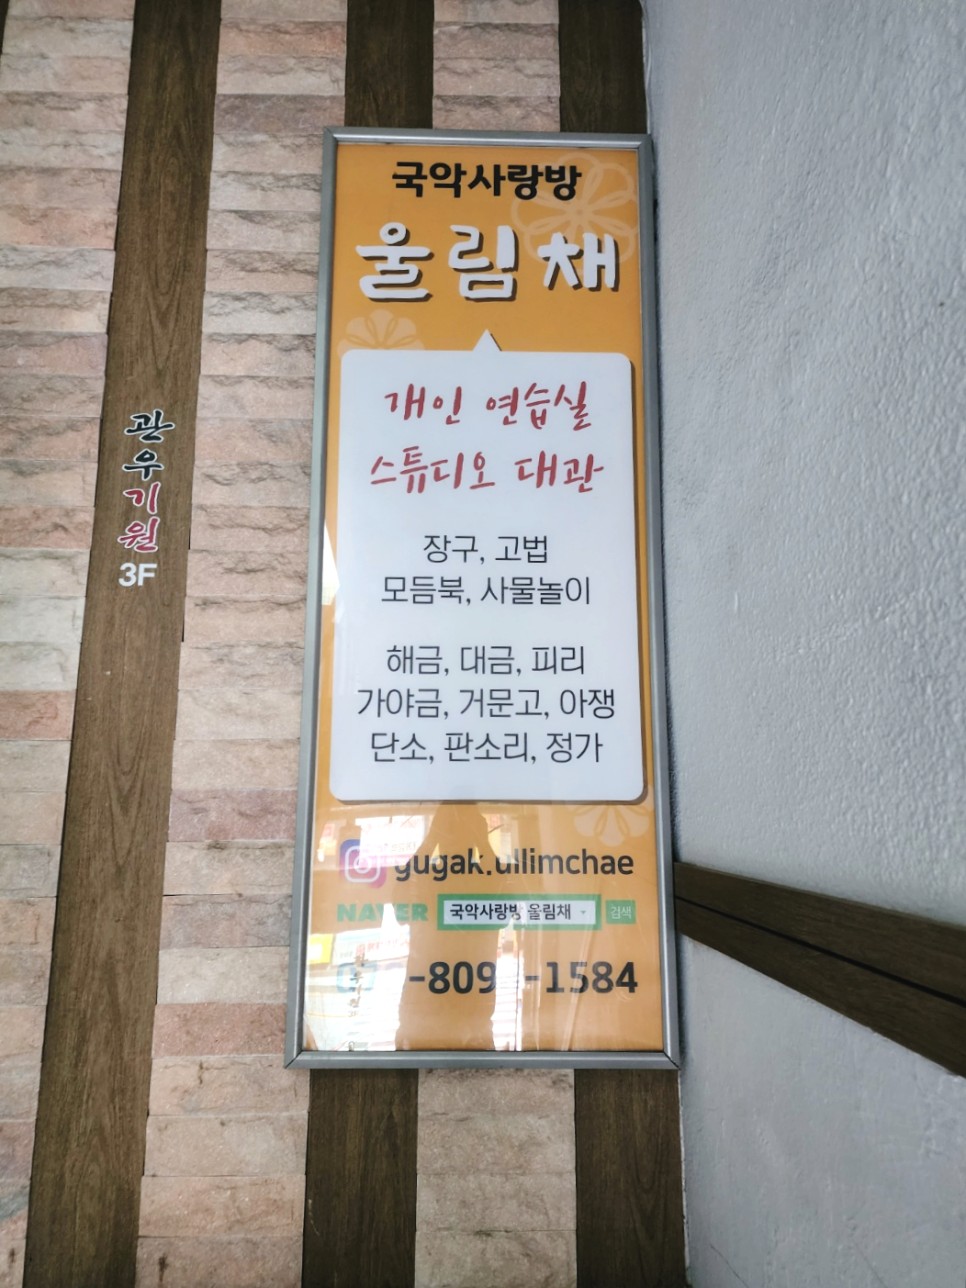 국악사랑방
울림채
개인 연습실
스튜디오 대관
장구, 고법
모듬북, 사물놀이
해금, 대금, 피리
가야금, 거문고, 아쟁
단소, 판소리, 정가
gugak.ullimchae
NAVER 국악사랑방 울림채 검색
-809 -1584
관
우
기
원
3F